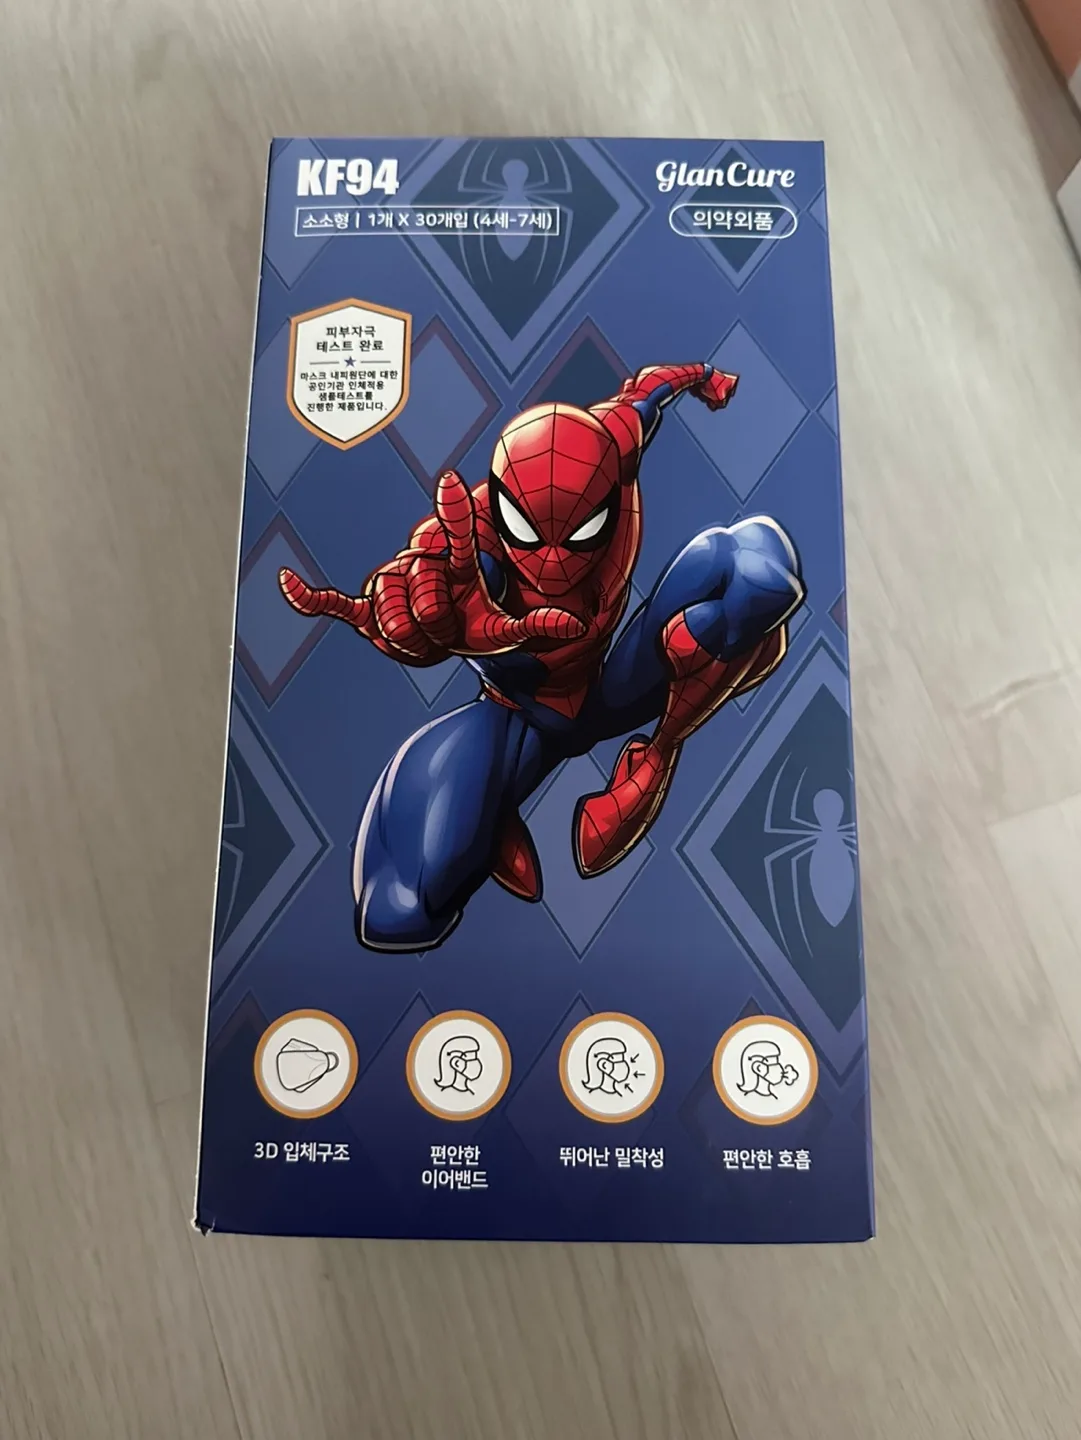 KF94
소소형 | 1개 X 30개입 (4세-7세)
GlanCure
의약외품
피부자극
테스트 완료
마스크 내피원단에 대한
공인기관 인체적용
샘플테스트를
진행한 제품입니다.
3D 입체구조
편안한
이어밴드
뛰어난 밀착성
편안한 호흡